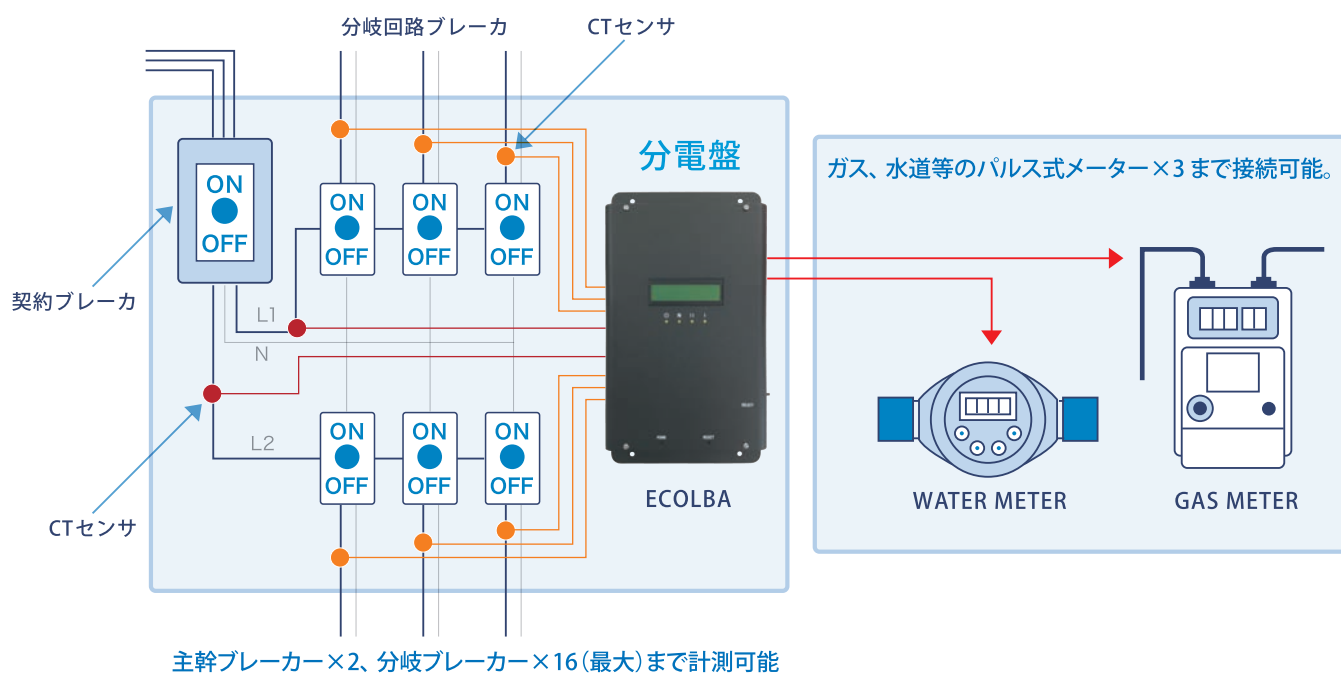 分岐回路ブレーカ
CTセンサ
分電盤
ガス、水道等のパルス式メーター×3まで接続可能。
ON
OFF
ON
OFF
ON
OFF
ON
OFF
契約ブレーカ
L1
N
L2
ON
OFF
ON
OFF
ON
OFF
CTセンサ
ECOLBA
WATER METER
GAS METER
主幹ブレーカー×2、分岐ブレーカー×16(最大)まで計測可能